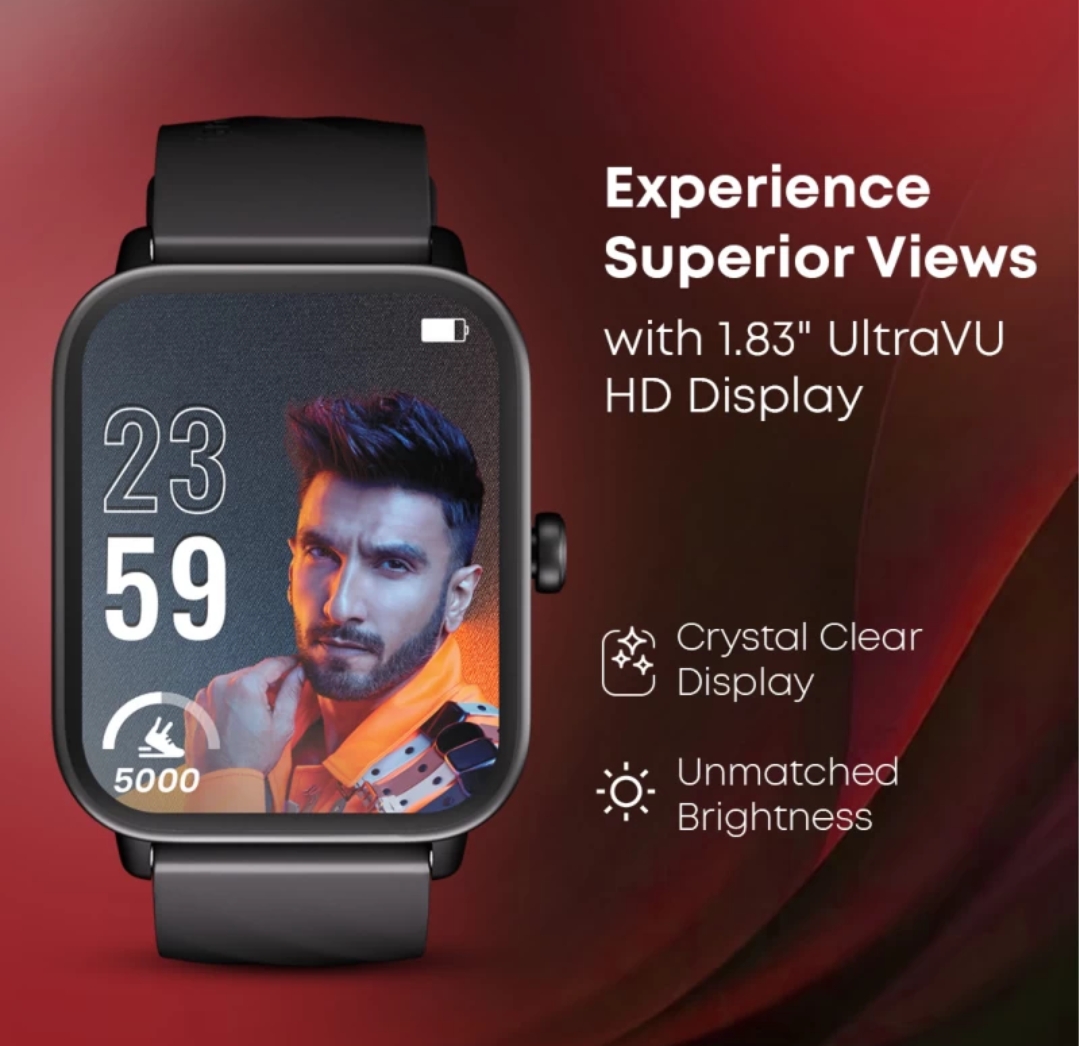 Experience
Superior Views
with 1.83" UltraVU
HD Display
23
59
5000
Crystal Clear
Display
Unmatched
Brightness